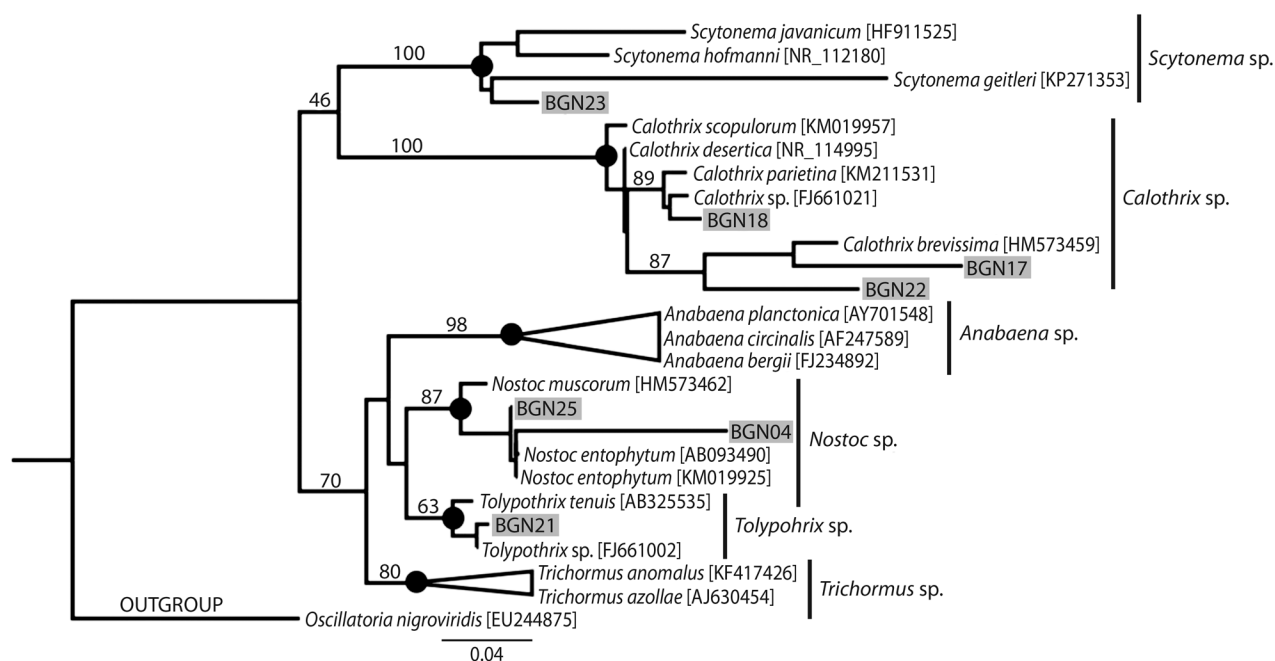 Scytonema javanicum [HF911525]
100
Scytonema hofmanni [NR_112180]
Scytonema sp.
Scytonema geitleri [KP271353]
46
BGN23
Calothrix scopulorum [KM019957]
100
Calothrix desertica [NR_114995]
Calothrix parietina [KM211531]
89
Calothrix sp. [FJ661021]
Calothrix sp.
BGN18
Calothrix brevissima [HM573459]
87
BGN17
BGN22
Anabaena planctonica [AY701548]
98
Anabaena circinalis [AF247589]
Anabaena sp.
Anabaena bergii [FJ234892]
Nostoc muscorum [HM573462]
87
BGN25
BGN04
Nostoc sp.
Nostoc entophytum [AB093490]
Nostoc entophytum [KM019925]
70
Tolypothrix tenuis [AB325535]
63
BGN21
Tolypohrix sp.
Tolypothrix sp. [FJ661002]
80
Trichormus anomalus [KF417426]
Trichormus azollae [AJ630454]
Trichormus sp.
OUTGROUP
Oscillatoria nigroviridis [EU244875]
0.04